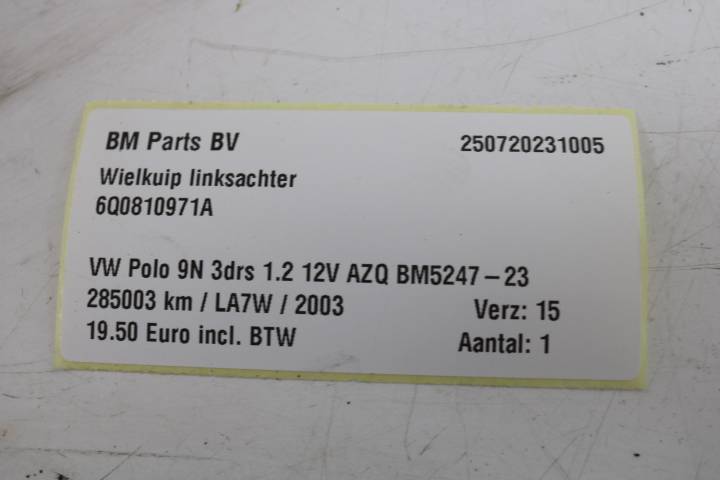 BM Parts BV 250720231005
Wielkuip linksachter
6Q0810971A
VW Polo 9N 3drs 1.2 12V AZQ BM5247-23
285003 km / LA7W / 2003 Verz: 15
19.50 Euro incl. BTW Aantal: 1